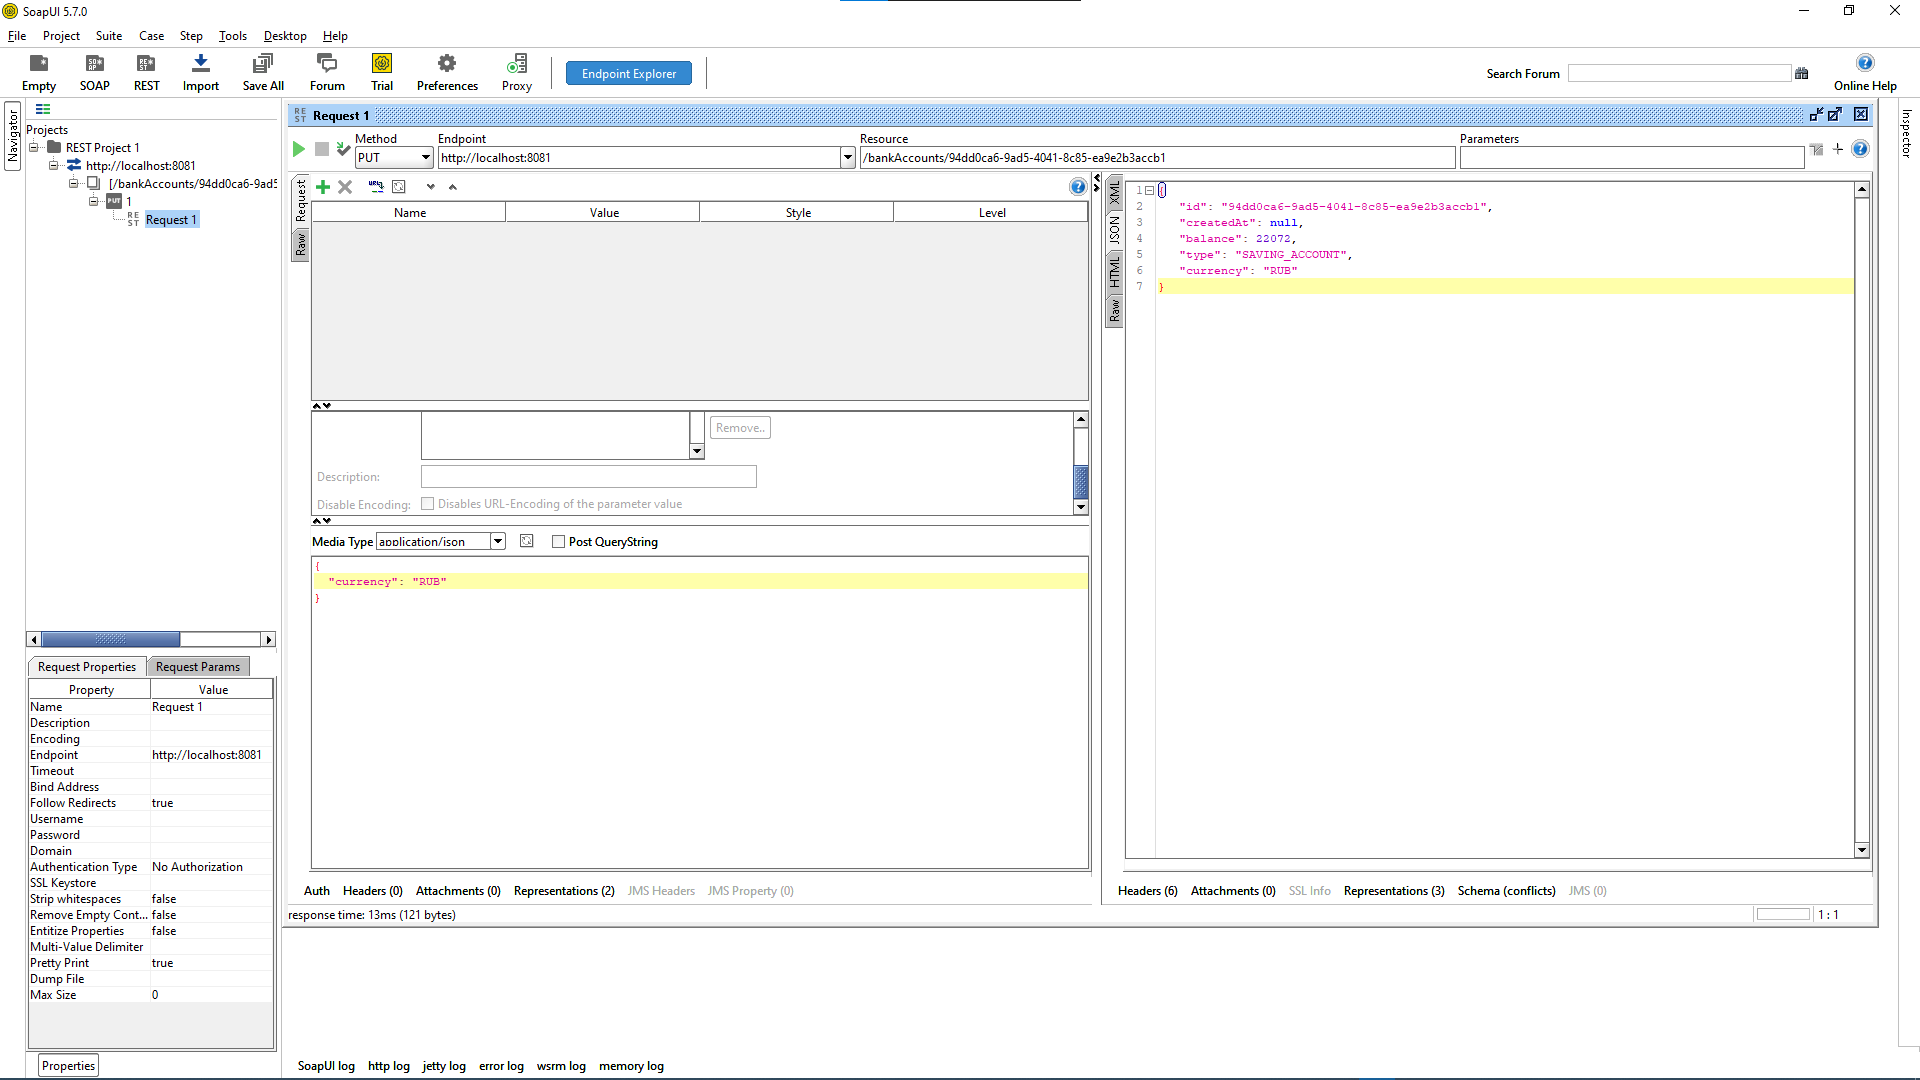 SoapUI 5.7.0
File Project Suite Case Step Tools Desktop Help
Empty SOAP REST Import Save All Forum Trial Preferences Proxy Endpoint Explorer Search Forum Online Help
Navigator
Projects
REST Project 1
http://localhost:8081
[/bankAccounts/94dd0ca6-9ad5
PUT 1
REST Request 1
Request Properties Request Params
Property Value
Name Request 1
Description
Encoding
Endpoint http://localhost:8081
Timeout
Bind Address
Follow Redirects true
Username
Password
Domain
Authentication Type No Authorization
SSL Keystore
Strip whitespaces false
Remove Empty Cont... false
Entitize Properties false
Multi-Value Delimiter
Pretty Print true
Dump File
Max Size 0
Properties
REST Request 1
Method Endpoint Resource Parameters
PUT http://localhost:8081 /bankAccounts/94dd0ca6-9ad5-4041-8c85-ea9e2b3accb1
Request
Raw
Name Value Style Level
Remove..
Description:
Disable Encoding: Disables URL-Encoding of the parameter value
Media Type application/json Post QueryString
{
"currency": "RUB"
}
Auth Headers (0) Attachments (0) Representations (2) JMS Headers JMS Property (0)
response time: 13ms (121 bytes)
XML
JSON
HTML
Raw
1 {
2 "id": "94dd0ca6-9ad5-4041-8c85-ea9e2b3accb1",
3 "createdAt": null,
4 "balance": 22072,
5 "type": "SAVING_ACCOUNT",
6 "currency": "RUB"
7 }
Headers (6) Attachments (0) SSL Info Representations (3) Schema (conflicts) JMS (0)
1 : 1
Inspector
SoapUI log http log jetty log error log wsrm log memory log